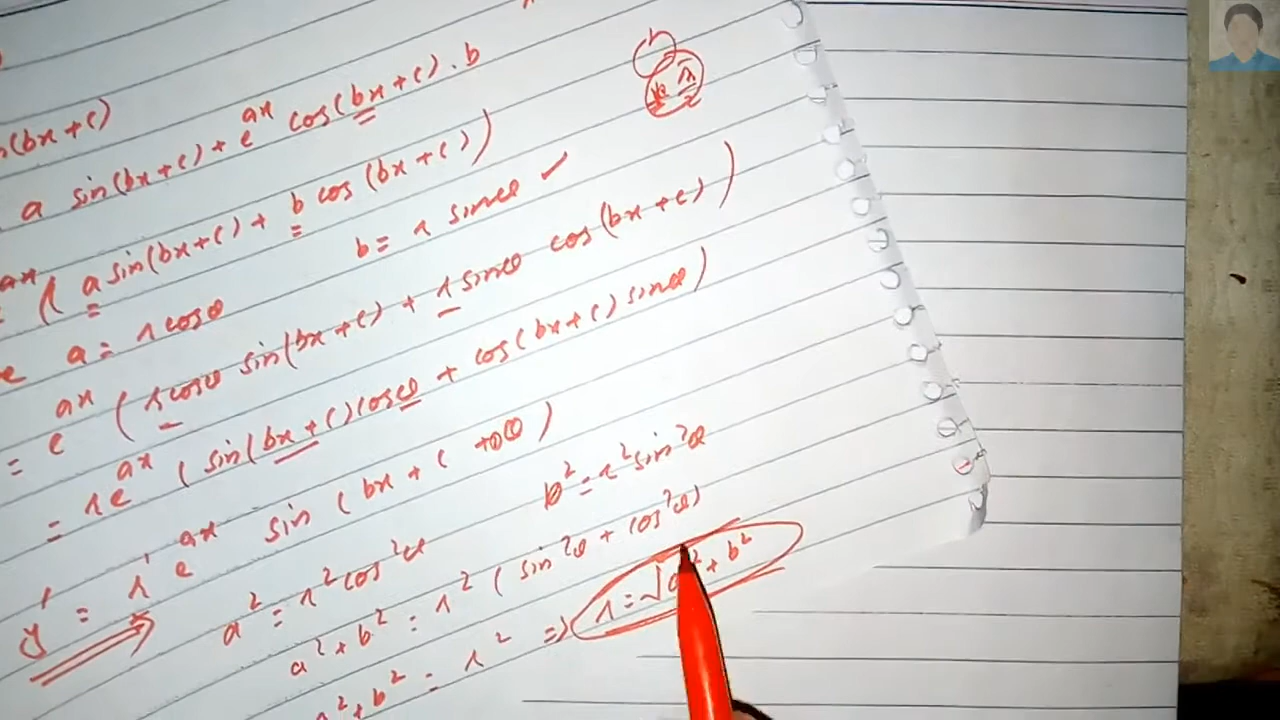 (bx+c)
a sin(bx+c) + e^ax cos(bx+c) . b
ax ( a sin(bx+c) + b cos(bx+c) )
a = r cosθ b = r sinθ ✓
= e^ax ( r cosθ sin(bx+c) + r sinθ cos(bx+c) )
= r e^ax ( sin(bx+c) cosθ + cos(bx+c) sinθ )
y' = r' e^ax sin ( bx + c + θ )
a² = r² cos²θ b² = r² sin²θ
a² + b² = r² ( sin²θ + cos²θ )
a² + b² = r² => r = √a² + b²